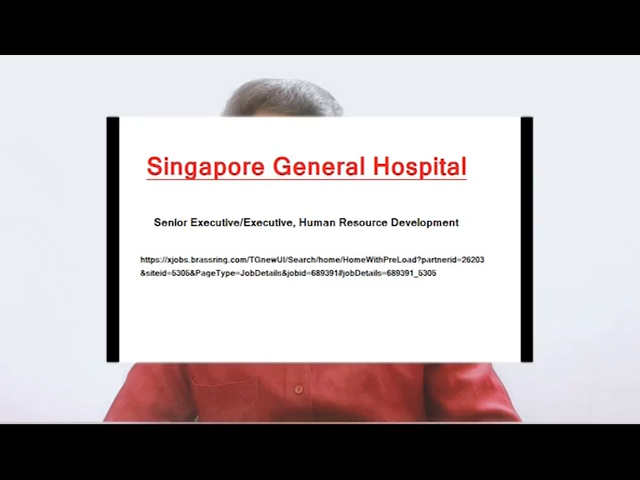 Singapore General Hospital
Senior Executive/Executive, Human Resource Development
https://xjobs.brassring.com/TGnewUI/Search/home/HomeWithPreLoad?partnerid=26203
&siteid=5305&PageType=JobDetails&jobid=689391#jobDetails=689391_5305